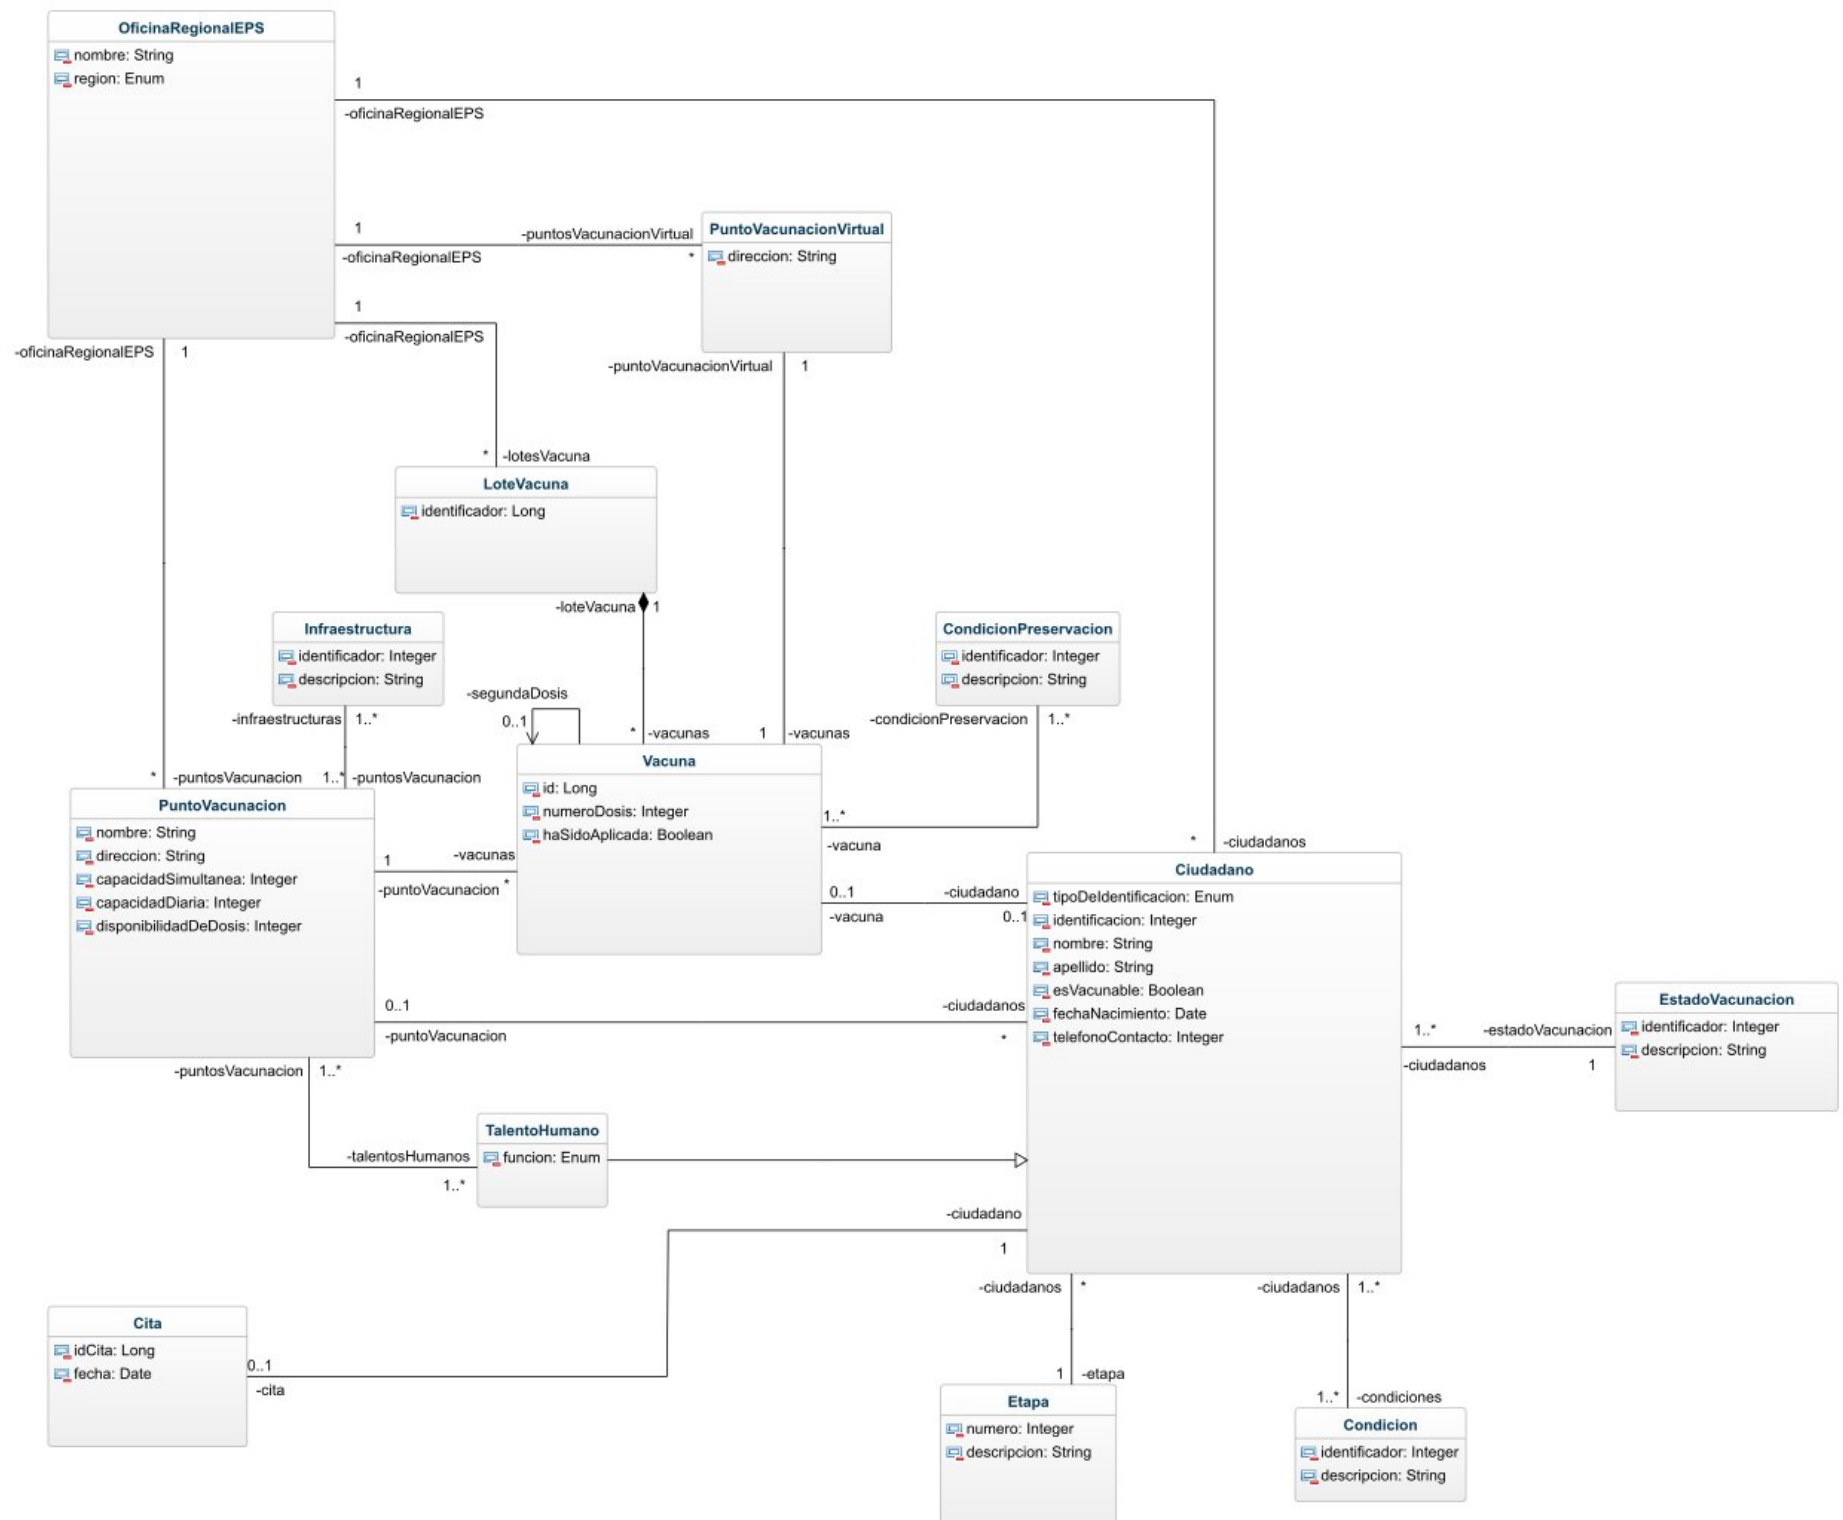 OficinaRegionalEPS
nombre: String
region: Enum
1
-oficinaRegionalEPS
1
-puntosVacunacionVirtual
-oficinaRegionalEPS
*
PuntoVacunacionVirtual
direccion: String
1
-oficinaRegionalEPS
-oficinaRegionalEPS
1
-puntoVacunacionVirtual
1
*
-lotesVacuna
LoteVacuna
identificador: Long
-loteVacuna
1
Infraestructura
identificador: Integer
descripcion: String
CondicionPreservacion
identificador: Integer
descripcion: String
-infraestructuras
1..*
-segundaDosis
0..1
-condicionPreservacion
1..*
*
-vacunas
1
-vacunas
*
-puntosVacunacion
1..*
-puntosVacunacion
PuntoVacunacion
nombre: String
direccion: String
capacidadSimultanea: Integer
capacidadDiaria: Integer
disponibilidadDeDosis: Integer
Vacuna
id: Long
numeroDosis: Integer
haSidoAplicada: Boolean
1..*
-vacuna
*
-ciudadanos
1
-vacunas
-puntoVacunacion
*
0..1
-ciudadano
-vacuna
0..1
Ciudadano
tipoDeIdentificacion: Enum
identificacion: Integer
nombre: String
apellido: String
esVacunable: Boolean
fechaNacimiento: Date
telefonoContacto: Integer
0..1
-ciudadanos
-puntoVacunacion
*
EstadoVacunacion
identificador: Integer
descripcion: String
1..*
-estadoVacunacion
-ciudadanos
1
-puntosVacunacion
1..*
TalentoHumano
funcion: Enum
-talentosHumanos
1..*
-ciudadano
1
-ciudadanos
*
-ciudadanos
1..*
Cita
idCita: Long
fecha: Date
0..1
-cita
1
-etapa
1..*
-condiciones
Etapa
numero: Integer
descripcion: String
Condicion
identificador: Integer
descripcion: String